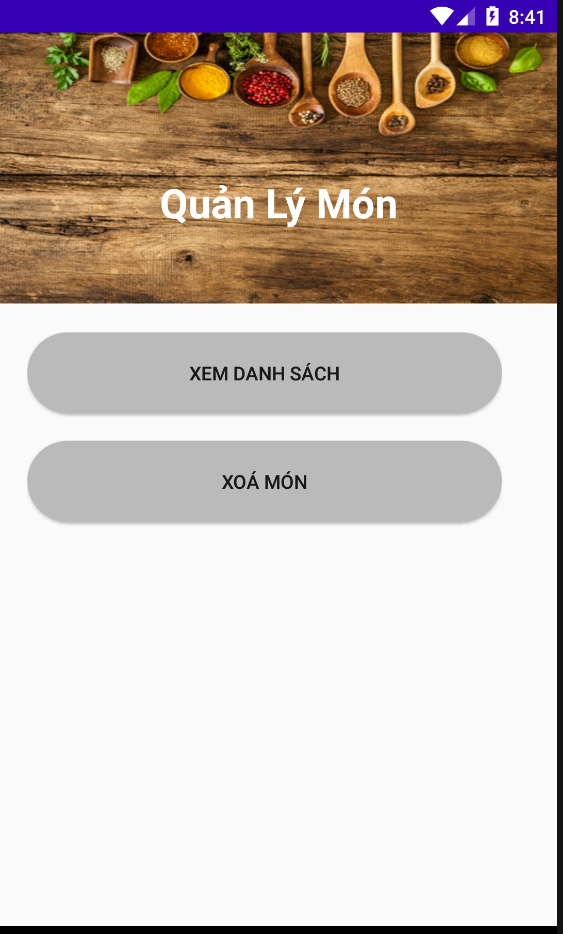 8:41
Quản Lý Món
XEM DANH SÁCH
XOÁ MÓN